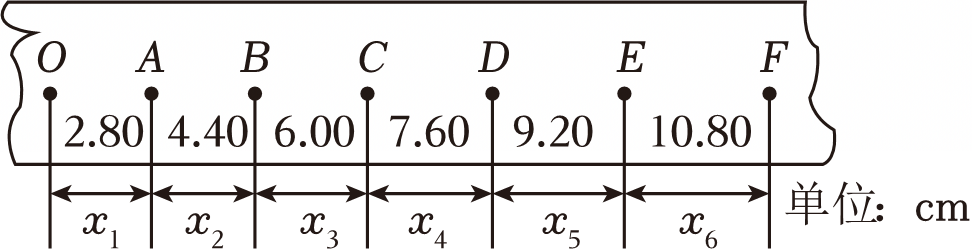 O A B C D E F
2.80 4.40 6.00 7.60 9.20 10.80
x₁ x₂ x₃ x₄ x₅ x₆ 单位：cm